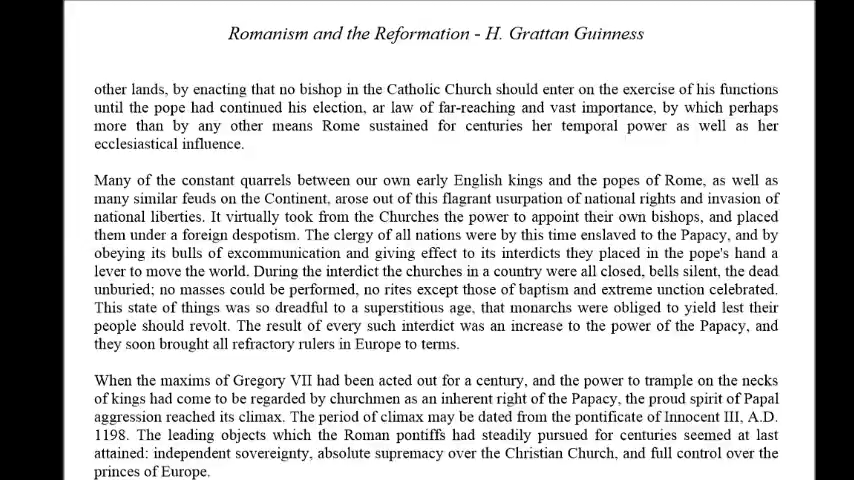 Romanism and the Reformation - H. Grattan Guinness
other lands, by enacting that no bishop in the Catholic Church should enter on the exercise of his functions
until the pope had continued his election, ar law of far-reaching and vast importance, by which perhaps
more than by any other means Rome sustained for centuries her temporal power as well as her
ecclesiastical influence.
Many of the constant quarrels between our own early English kings and the popes of Rome, as well as
many similar feuds on the Continent, arose out of this flagrant usurpation of national rights and invasion of
national liberties. It virtually took from the Churches the power to appoint their own bishops, and placed
them under a foreign despotism. The clergy of all nations were by this time enslaved to the Papacy, and by
obeying its bulls of excommunication and giving effect to its interdicts they placed in the pope's hand a
lever to move the world. During the interdict the churches in a country were all closed, bells silent, the dead
unburied; no masses could be performed, no rites except those of baptism and extreme unction celebrated.
This state of things was so dreadful to a superstitious age, that monarchs were obliged to yield lest their
people should revolt. The result of every such interdict was an increase to the power of the Papacy, and
they soon brought all refractory rulers in Europe to terms.
When the maxims of Gregory VII had been acted out for a century, and the power to trample on the necks
of kings had come to be regarded by churchmen as an inherent right of the Papacy, the proud spirit of Papal
aggression reached its climax. The period of climax may be dated from the pontificate of Innocent III, A.D.
1198. The leading objects which the Roman pontiffs had steadily pursued for centuries seemed at last
attained: independent sovereignty, absolute supremacy over the Christian Church, and full control over the
princes of Europe.